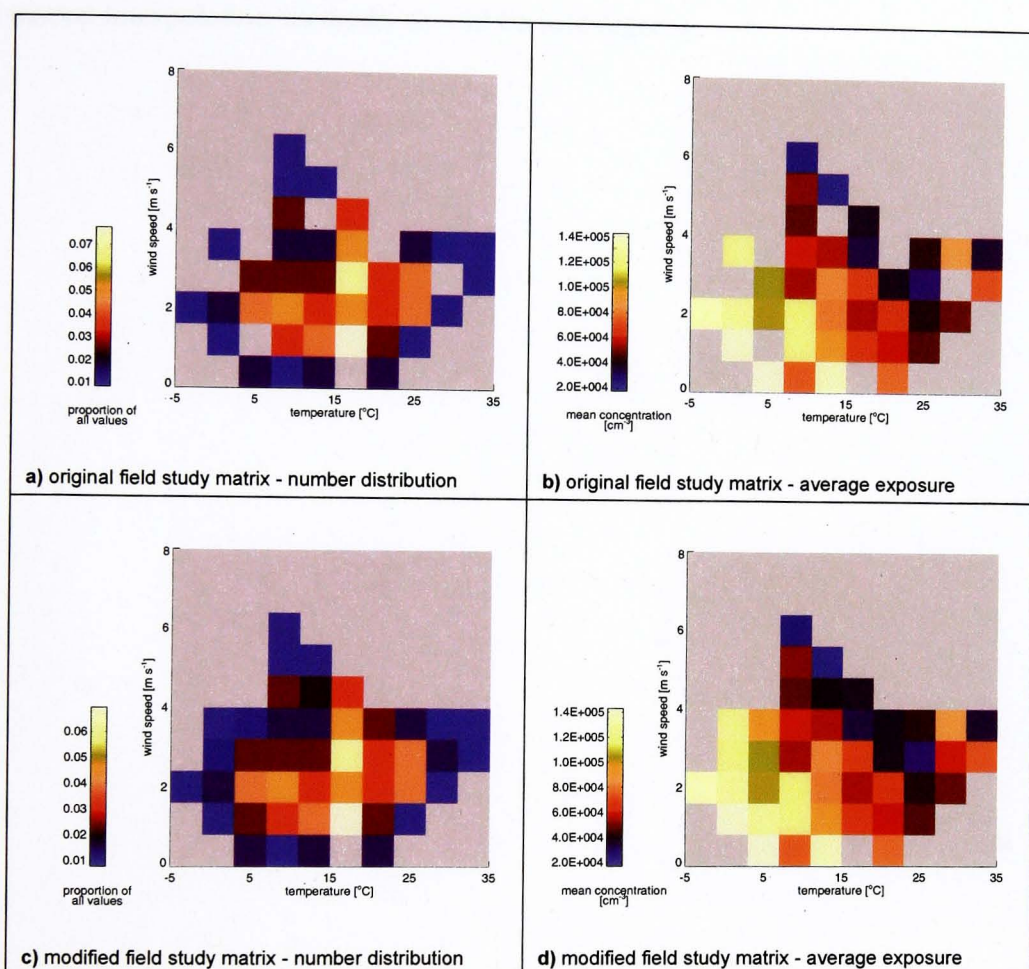 8
6
4
2
0
wind speed [m s⁻¹]
-5
5
15
25
35
temperature [°C]
0.07
0.06
0.05
0.04
0.03
0.02
0.01
proportion of
all values
a) original field study matrix - number distribution
8
6
4
2
0
wind speed [m s⁻¹]
-5
5
15
25
35
temperature [°C]
1.4E+005
1.2E+005
1.0E+005
8.0E+004
6.0E+004
4.0E+004
2.0E+004
mean concentration
[cm⁻³]
b) original field study matrix - average exposure
8
6
4
2
0
wind speed [m s⁻¹]
-5
5
15
25
35
temperature [°C]
0.06
0.05
0.04
0.03
0.02
0.01
proportion of
all values
c) modified field study matrix - number distribution
8
6
4
2
0
wind speed [m s⁻¹]
-5
5
15
25
35
temperature [°C]
1.4E+005
1.2E+005
1.0E+005
8.0E+004
6.0E+004
4.0E+004
2.0E+004
mean concentration
[cm⁻³]
d) modified field study matrix - average exposure